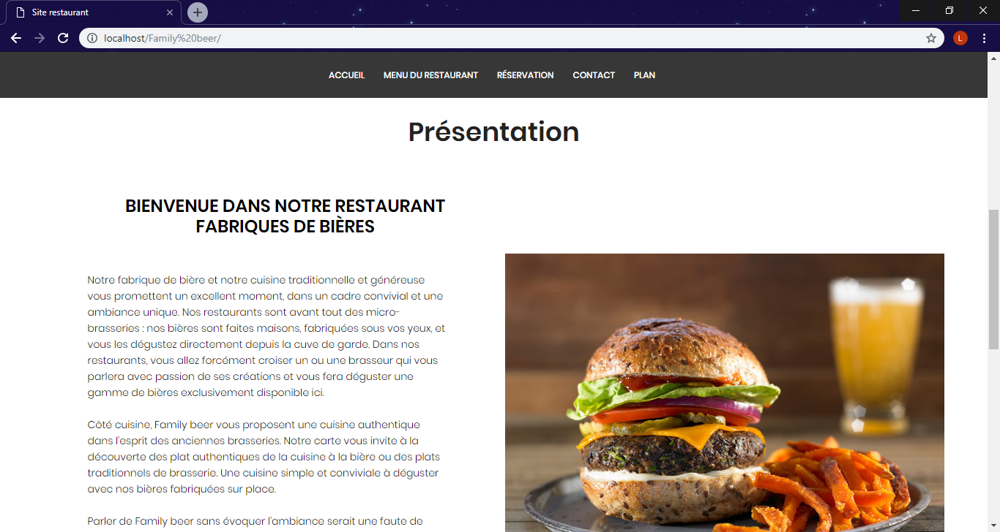 Site restaurant
localhost/Family%20beer/
L
ACCUEIL MENU DU RESTAURANT RÉSERVATION CONTACT PLAN
Présentation
BIENVENUE DANS NOTRE RESTAURANT
FABRIQUES DE BIÈRES
Notre fabrique de bière et notre cuisine traditionnelle et généreuse
vous promettent un excellent moment, dans un cadre convivial et une
ambiance unique. Nos restaurants sont avant tout des micro-
brasseries : nos bières sont faites maisons, fabriquées sous vos yeux, et
vous les dégustez directement depuis la cuve de garde. Dans nos
restaurants, vous allez forcément croiser un ou une brasseur qui vous
parlera avec passion de ses créations et vous fera déguster une
gamme de bières exclusivement disponible ici.
Côté cuisine, Family beer vous proposent une cuisine authentique
dans l'esprit des anciennes brasseries. Notre carte vous invite à la
découverte des plat authentiques de la cuisine à la bière ou des plats
traditionnels de brasserie. Une cuisine simple et conviviale à déguster
avec nos bières fabriquées sur place.
Parler de Family beer sans évoquer l'ambiance serait une faute de